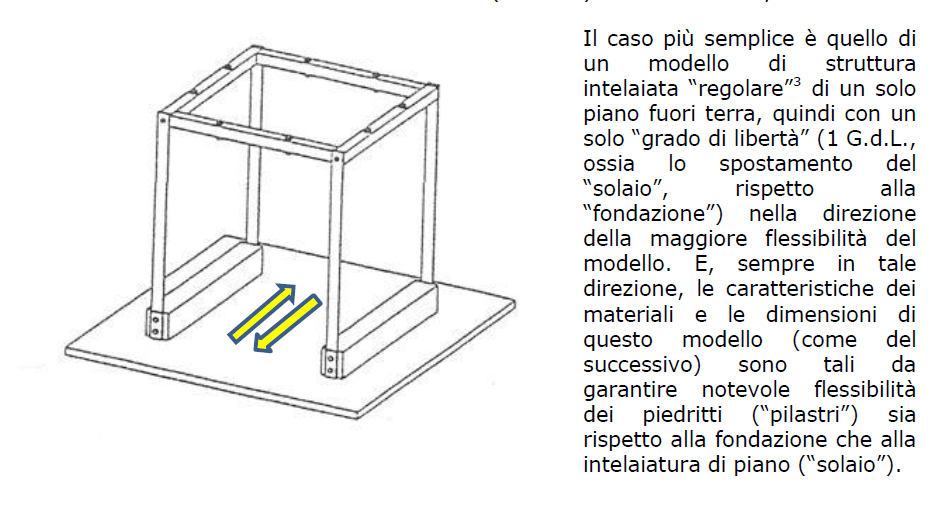 Il caso più semplice è quello di
un modello di struttura
intelaiata “regolare”³ di un solo
piano fuori terra, quindi con un
solo “grado di libertà” (1 G.d.L.,
ossia lo spostamento del
“solaio”, rispetto alla
“fondazione”) nella direzione
della maggiore flessibilità del
modello. E, sempre in tale
direzione, le caratteristiche dei
materiali e le dimensioni di
questo modello (come del
successivo) sono tali da
garantire notevole flessibilità
dei piedritti (“pilastri”) sia
rispetto alla fondazione che alla
intelaiatura di piano (“solaio”).